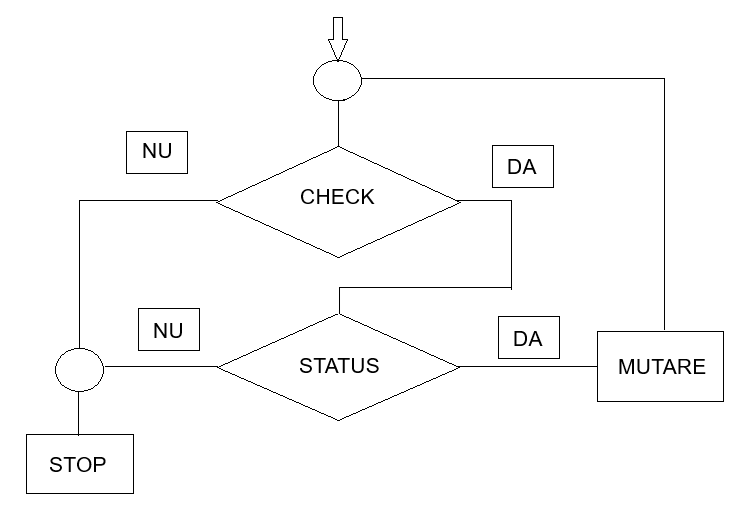 NU
DA
CHECK
NU
DA
STATUS
MUTARE
STOP